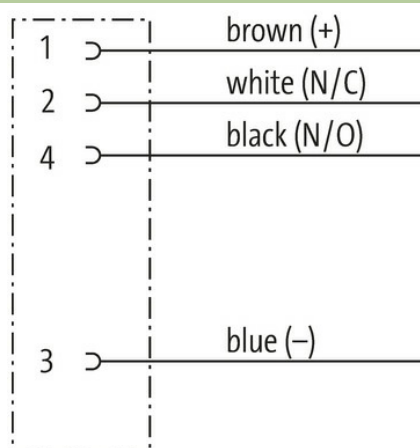 1 brown (+)
2 white (N/C)
4 black (N/O)
3 blue (–)